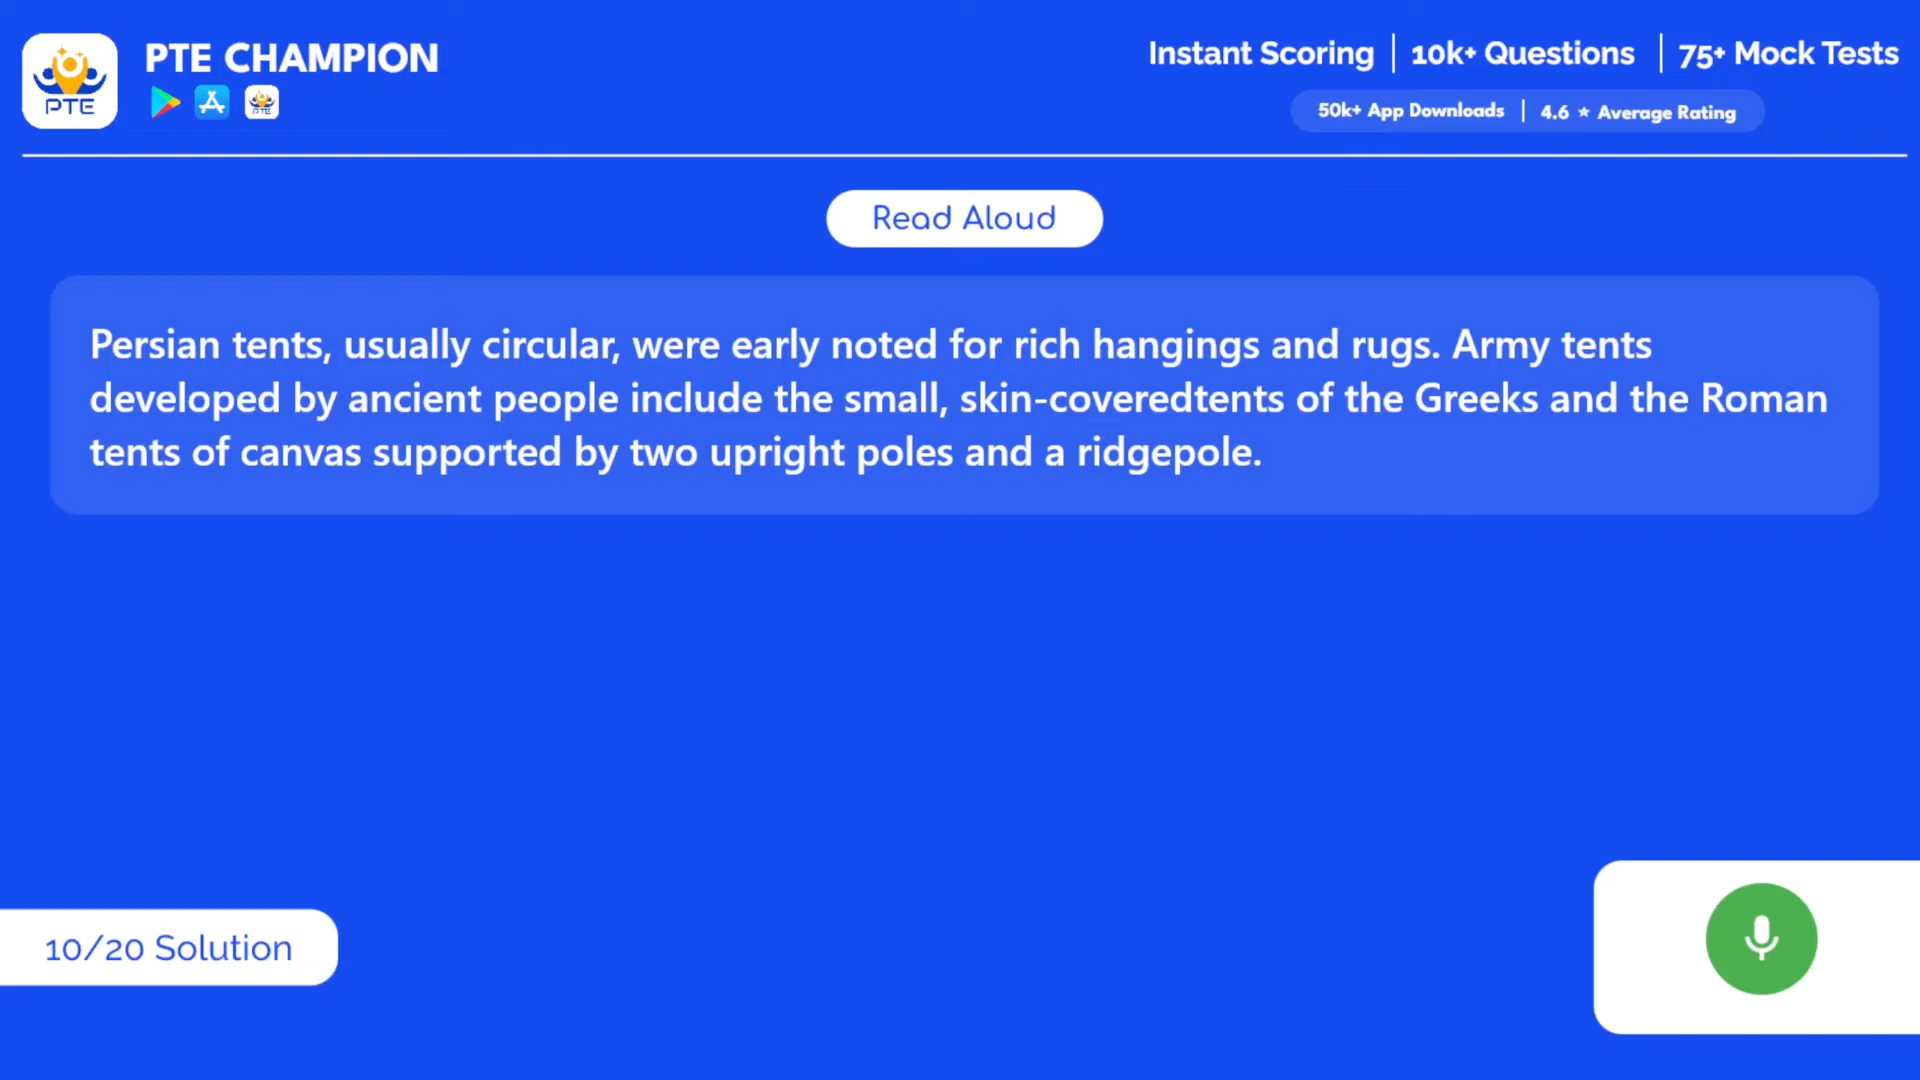 PTE CHAMPION
PTE
PTE
Instant Scoring | 10k+ Questions | 75+ Mock Tests
50k+ App Downloads | 4.6 ★ Average Rating
Read Aloud
Persian tents, usually circular, were early noted for rich hangings and rugs. Army tents
developed by ancient people include the small, skin-coveredtents of the Greeks and the Roman
tents of canvas supported by two upright poles and a ridgepole.
10/20 Solution